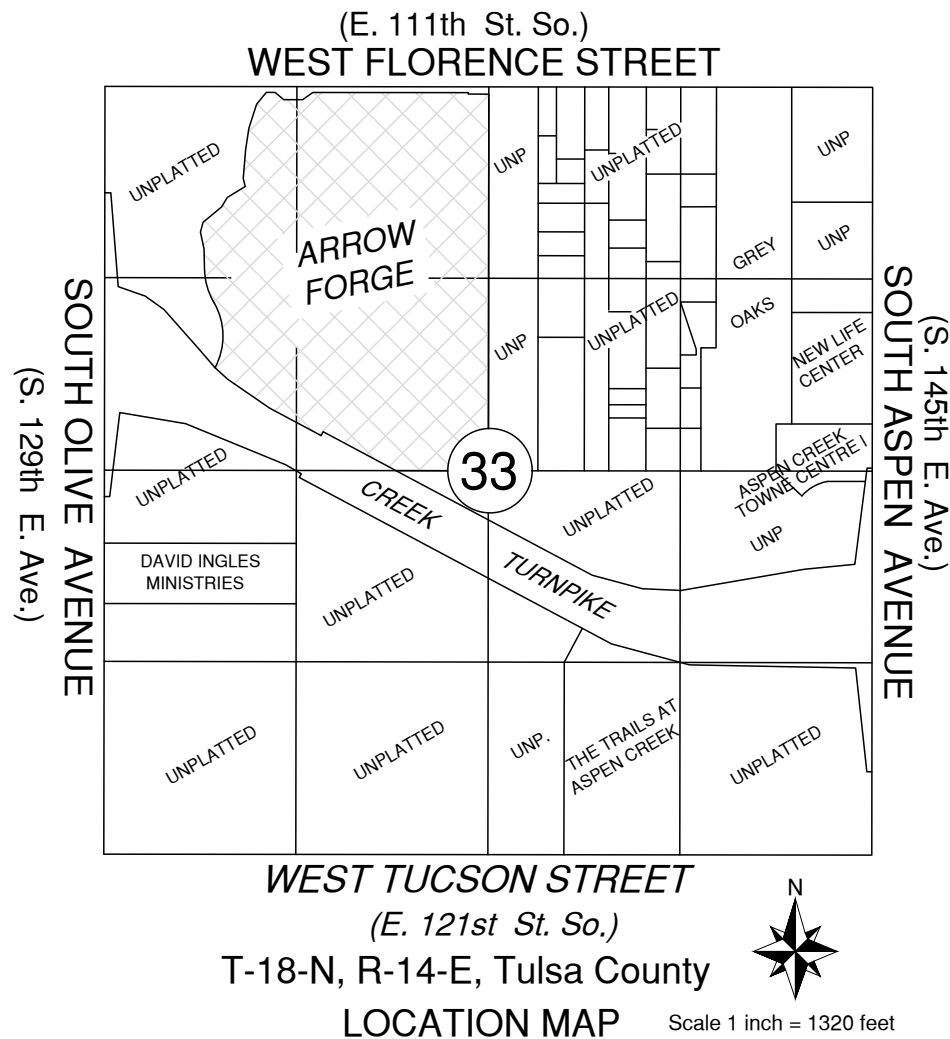 (E. 111th St. So.)
WEST FLORENCE STREET
UNPLATTED
UNP
UNPLATTED
UNP
ARROW
FORGE
GREY
OAKS
UNP
SOUTH OLIVE AVENUE
(S. 129th E. Ave.)
SOUTH ASPEN AVENUE
(S. 145th E. Ave.)
UNP
UNPLATTED
NEW LIFE
CENTER
UNPLATTED
33
ASPEN CREEK
TOWNE CENTRE I
CREEK
TURNPIKE
UNPLATTED
UNP
DAVID INGLES
MINISTRIES
UNPLATTED
UNPLATTED
UNPLATTED
UNP.
THE TRAILS AT
ASPEN CREEK
UNPLATTED
WEST TUCSON STREET
(E. 121st St. So.)
T-18-N, R-14-E, Tulsa County
LOCATION MAP
N
Scale 1 inch = 1320 feet